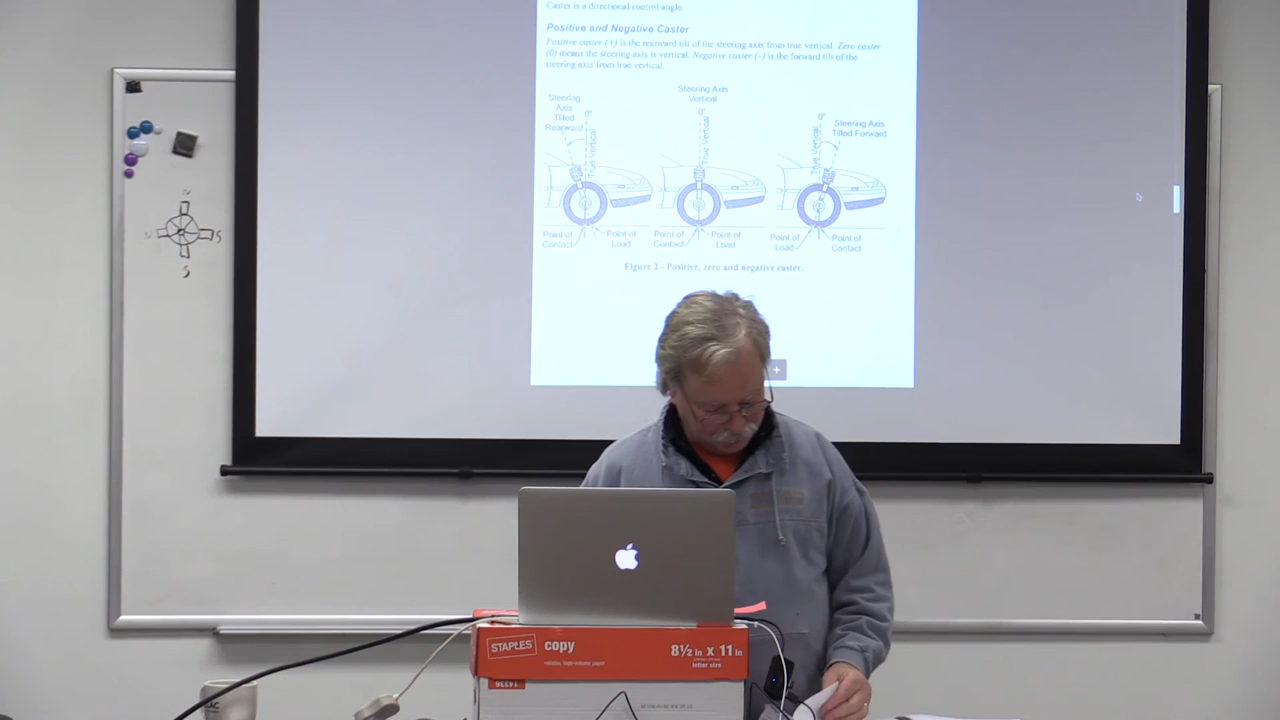 Caster is a directional control angle.
Positive and Negative Caster
Positive caster (+) is the rearward tilt of the steering axis from true vertical. Zero caster
(0) means the steering axis is vertical. Negative caster (–) is the forward tilt of the
steering axis from true vertical.
Steering
Axis
Tilted
Rearward
0°
True Vertical
Steering Axis
Vertical
0°
True Vertical
0°
True Vertical
Steering Axis
Tilted Forward
Point of
Contact
Point of
Load
Point of
Contact
Point of
Load
Point of
Load
Point of
Contact
Figure 2 – Positive, zero and negative caster.
+
S
S
STAPLES
copy
8½ in x 11 in
letter size